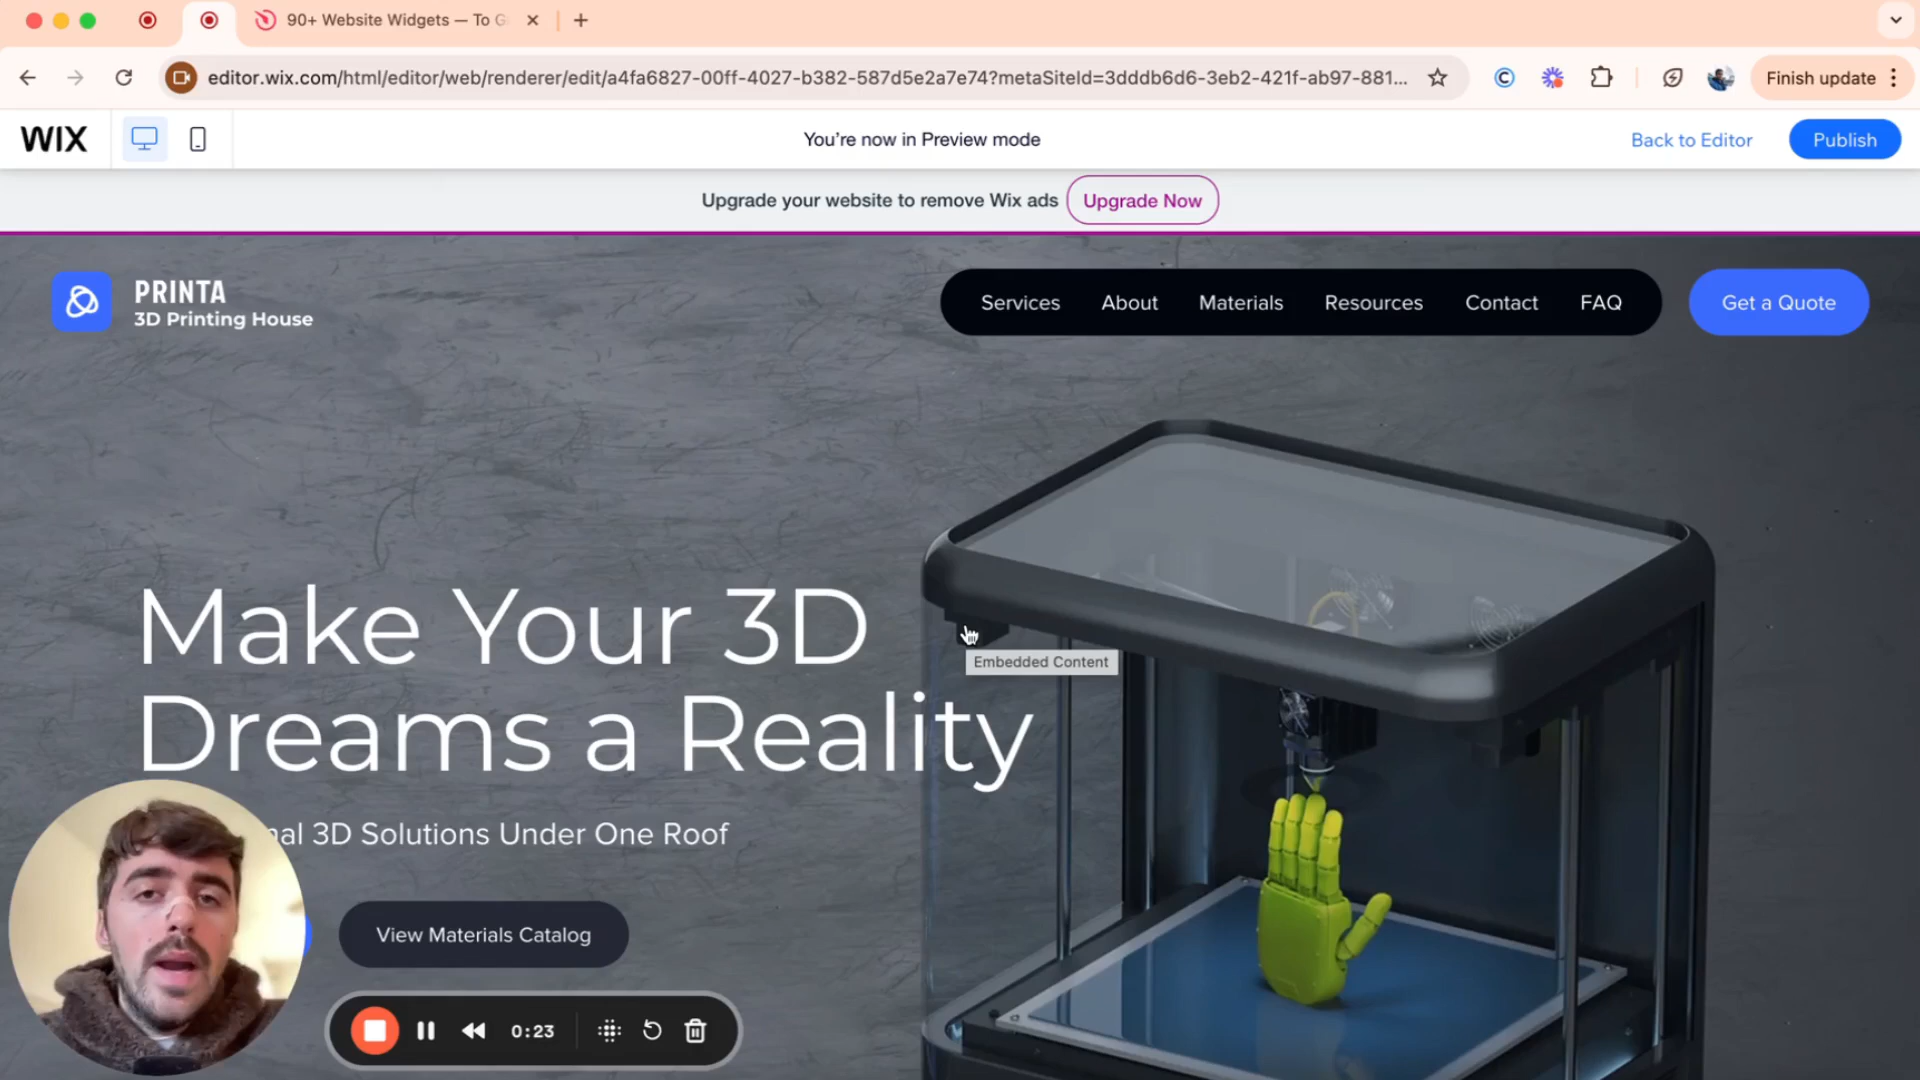 90+ Website Widgets — To G
editor.wix.com/html/editor/web/renderer/edit/a4fa6827-00ff-4027-b382-587d5e2a7e74?metaSiteId=3dddb6d6-3eb2-421f-ab97-881...
Finish update
WIX
You're now in Preview mode
Back to Editor
Publish
Upgrade your website to remove Wix ads
Upgrade Now
PRINTA
3D Printing House
Services
About
Materials
Resources
Contact
FAQ
Get a Quote
Make Your 3D
Dreams a Reality
Embedded Content
3D Solutions Under One Roof
View Materials Catalog
0:23